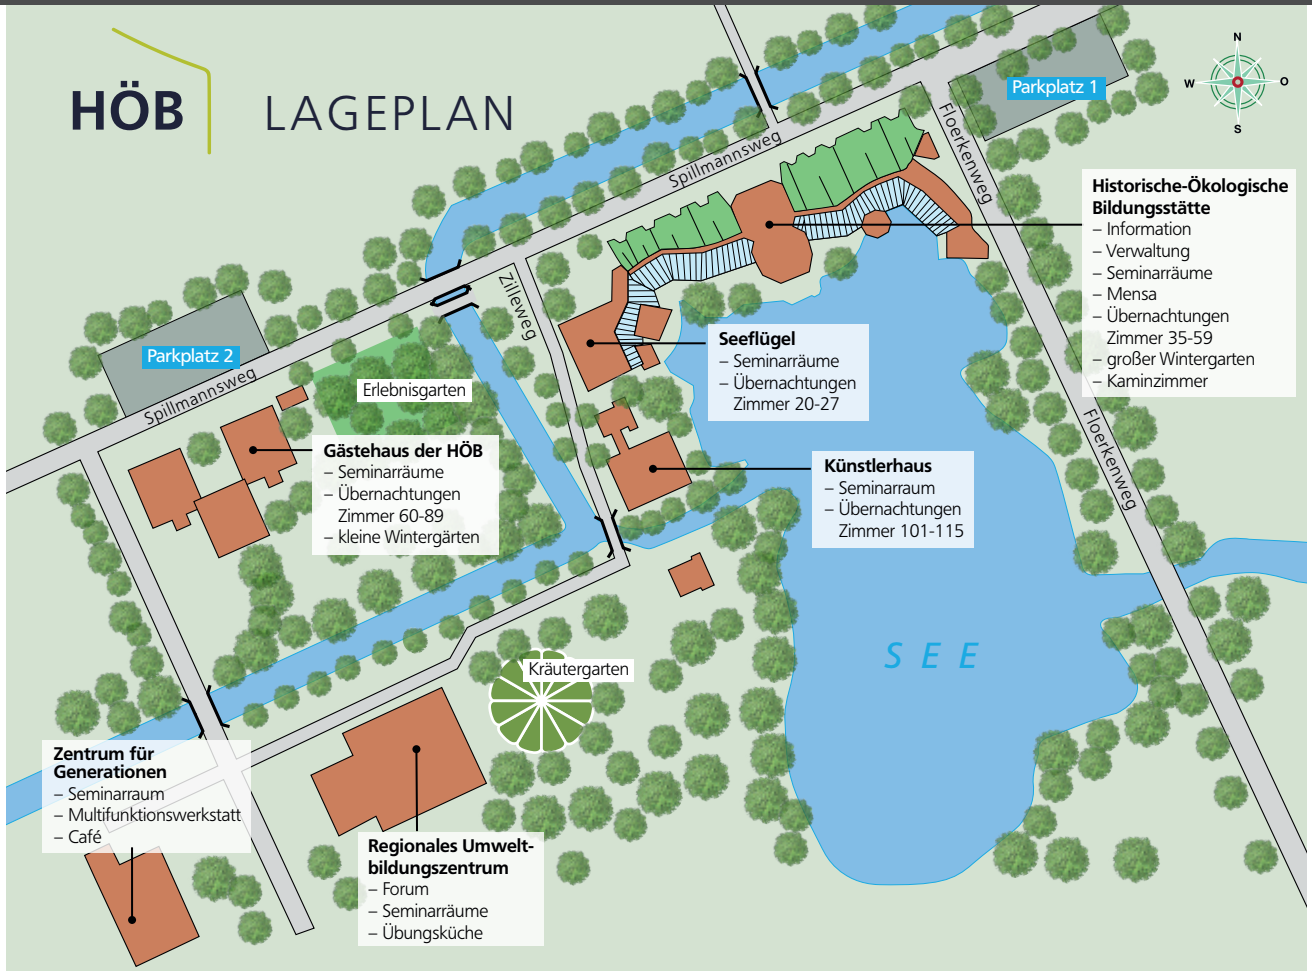 HÖB
LAGEPLAN
N
W
O
S
Parkplatz 1
Spillmannsweg
Floerkenweg
Historische-Ökologische
Bildungsstätte
– Information
– Verwaltung
– Seminarräume
– Mensa
– Übernachtungen
Zimmer 35-59
– großer Wintergarten
– Kaminzimmer
Zilleweg
Parkplatz 2
Spillmannsweg
Erlebnisgarten
Seeflügel
– Seminarräume
– Übernachtungen
Zimmer 20-27
Floerkenweg
Gästehaus der HÖB
– Seminarräume
– Übernachtungen
Zimmer 60-89
– kleine Wintergärten
Künstlerhaus
– Seminarraum
– Übernachtungen
Zimmer 101-115
SEE
Kräutergarten
Zentrum für
Generationen
– Seminarraum
– Multifunktionswerkstatt
– Café
Regionales Umwelt-
bildungszentrum
– Forum
– Seminarräume
– Übungsküche